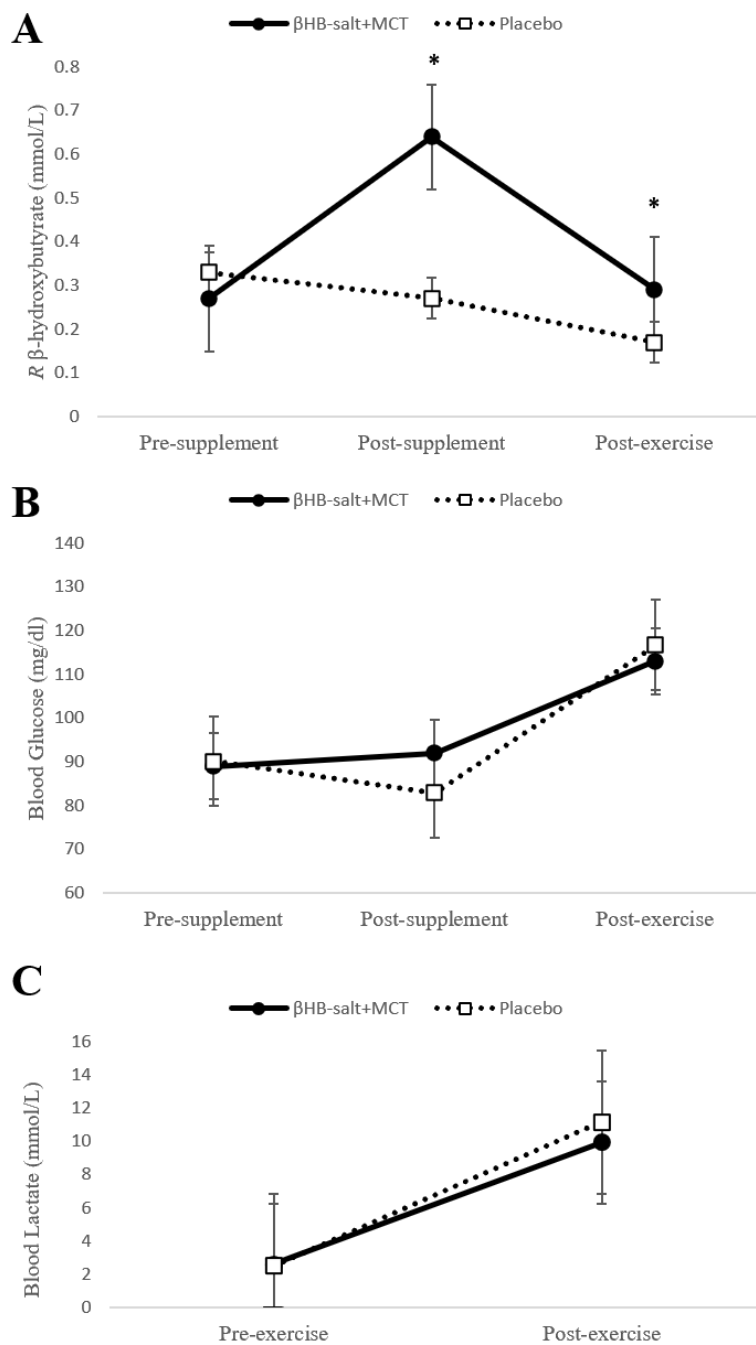 A
βHB-salt+MCT Placebo
*
*
R β-hydroxybutyrate (mmol/L)
0.8
0.7
0.6
0.5
0.4
0.3
0.2
0.1
0
Pre-supplement Post-supplement Post-exercise
B
βHB-salt+MCT Placebo
Blood Glucose (mg/dl)
140
130
120
110
100
90
80
70
60
Pre-supplement Post-supplement Post-exercise
C
βHB-salt+MCT Placebo
Blood Lactate (mmol/L)
16
14
12
10
8
6
4
2
0
Pre-exercise Post-exercise